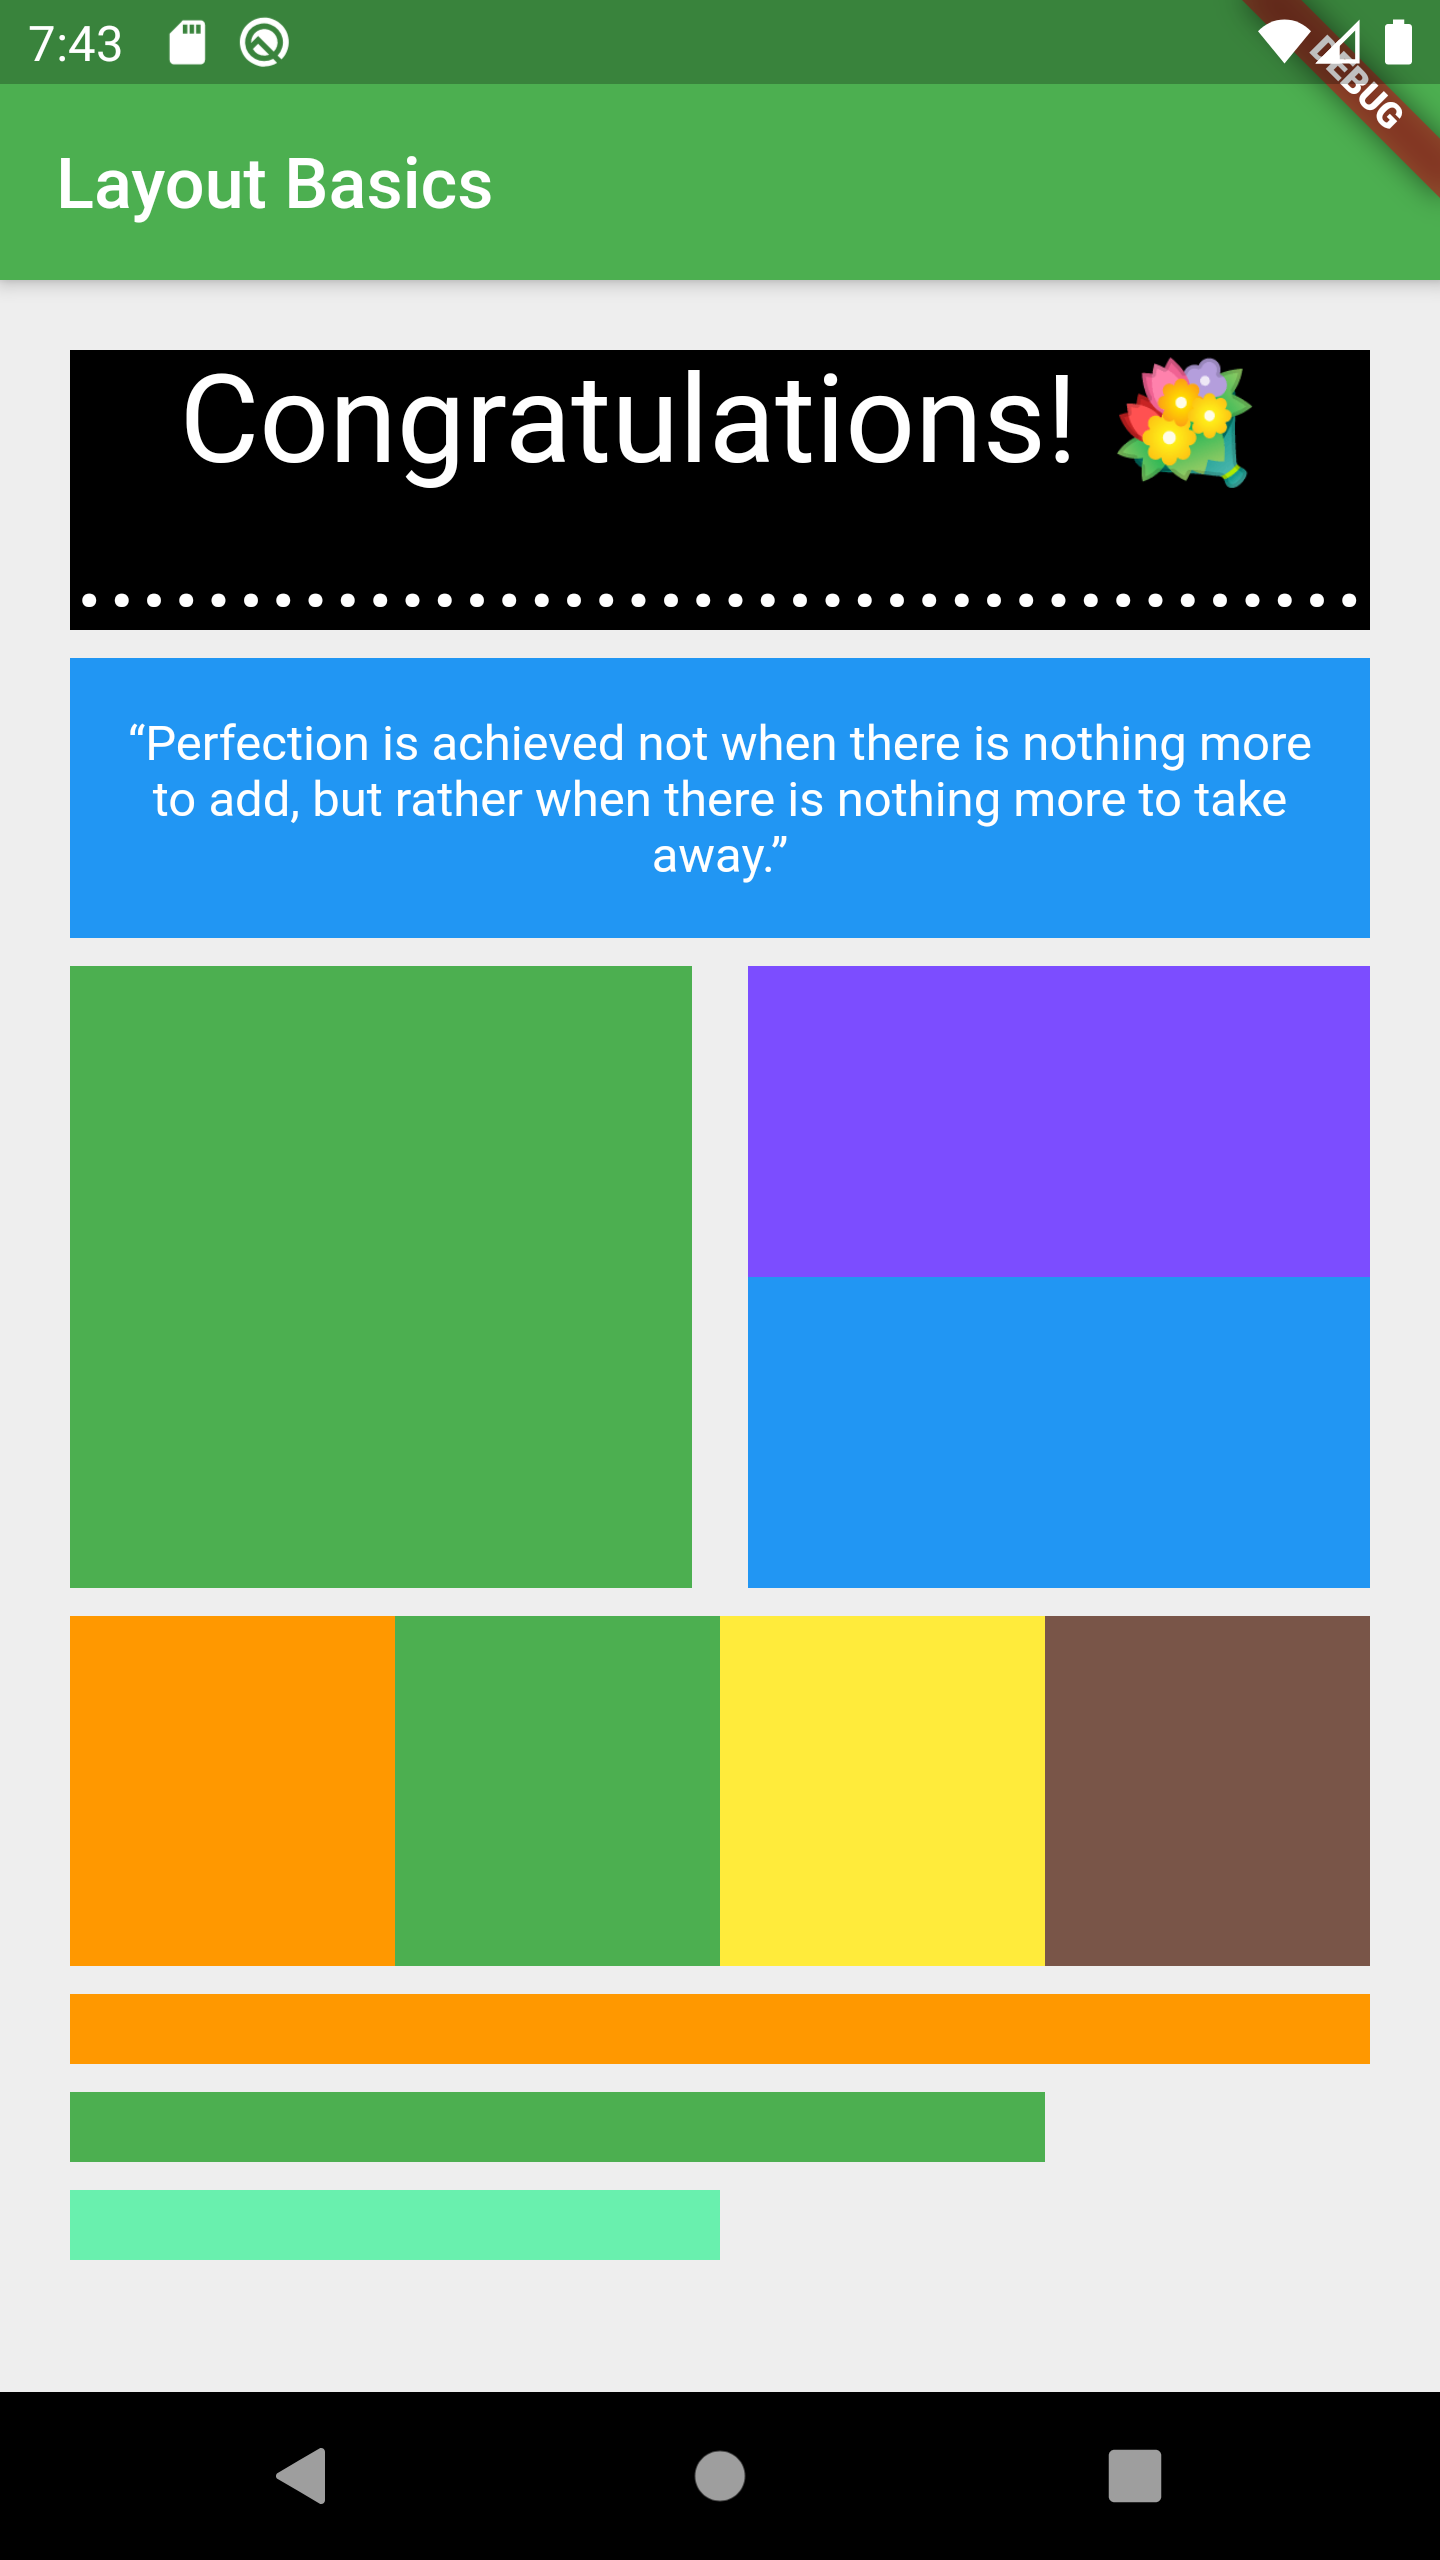 7:43
DEBUG
Layout Basics
Congratulations! 💐
. . . . . . . . . . . . . . . . . . . . . . . . . . . . . . . . . . . . . . . .
“Perfection is achieved not when there is nothing more
to add, but rather when there is nothing more to take
away.”